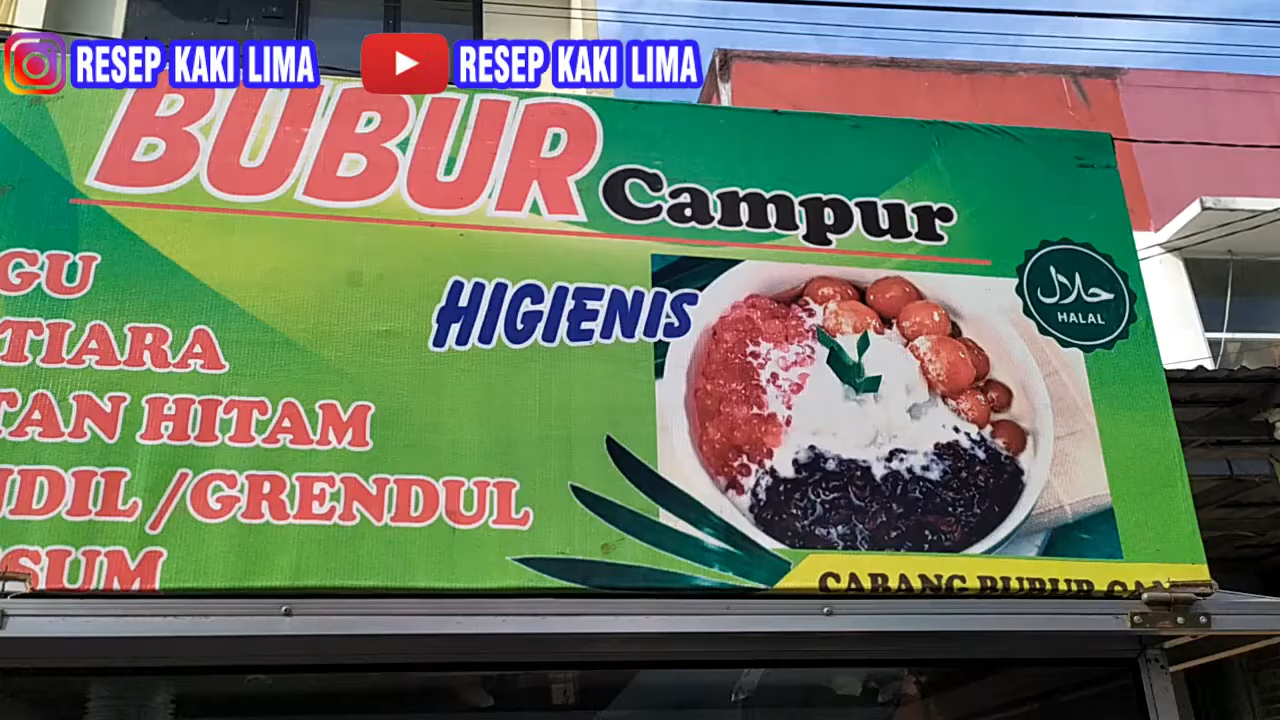 RESEP KAKI LIMA
RESEP KAKI LIMA
BUBUR Campur
GU
TIARA
TAN HITAM
NDIL / GRENDUL
SUM
HIGIENIS
حلال
HALAL
CABANG BUBUR